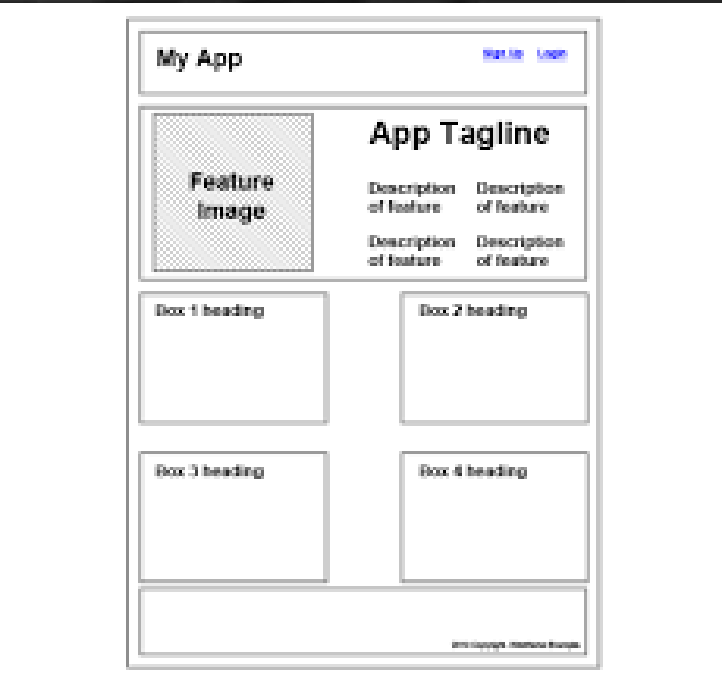 My App
Sign Up Login
App Tagline
Feature
Image
Description
of feature
Description
of feature
Description
of feature
Description
of feature
Box 1 heading
Box 2 heading
Box 3 heading
Box 4 heading
Copyright